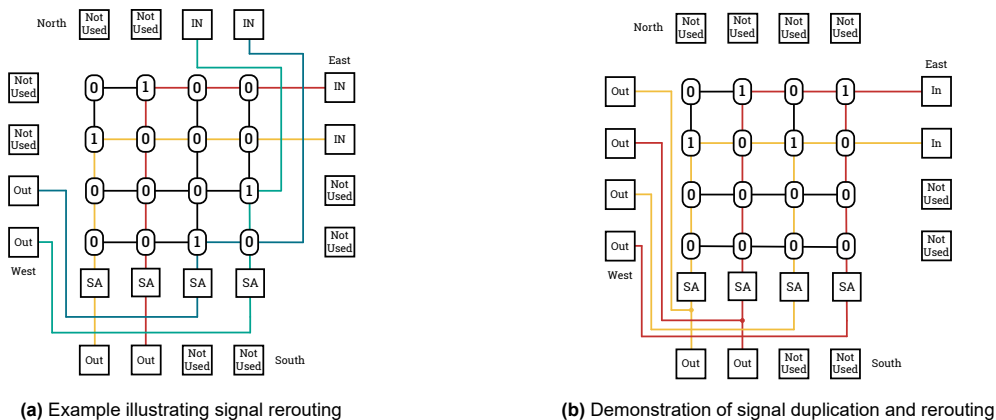 North
Not
Used
Not
Used
IN
IN
East
Not
Used
0
1
0
0
IN
Not
Used
1
0
0
0
IN
Out
0
0
0
1
Not
Used
Out
0
0
1
0
Not
Used
West
SA
SA
SA
SA
Out
Out
Not
Used
Not
Used
South
(a) Example illustrating signal rerouting
North
Not
Used
Not
Used
Not
Used
Not
Used
East
Out
0
1
0
1
In
Out
1
0
1
0
In
Out
0
0
0
0
Not
Used
Out
0
0
0
0
Not
Used
West
SA
SA
SA
SA
Out
Out
Not
Used
Not
Used
South
(b) Demonstration of signal duplication and rerouting